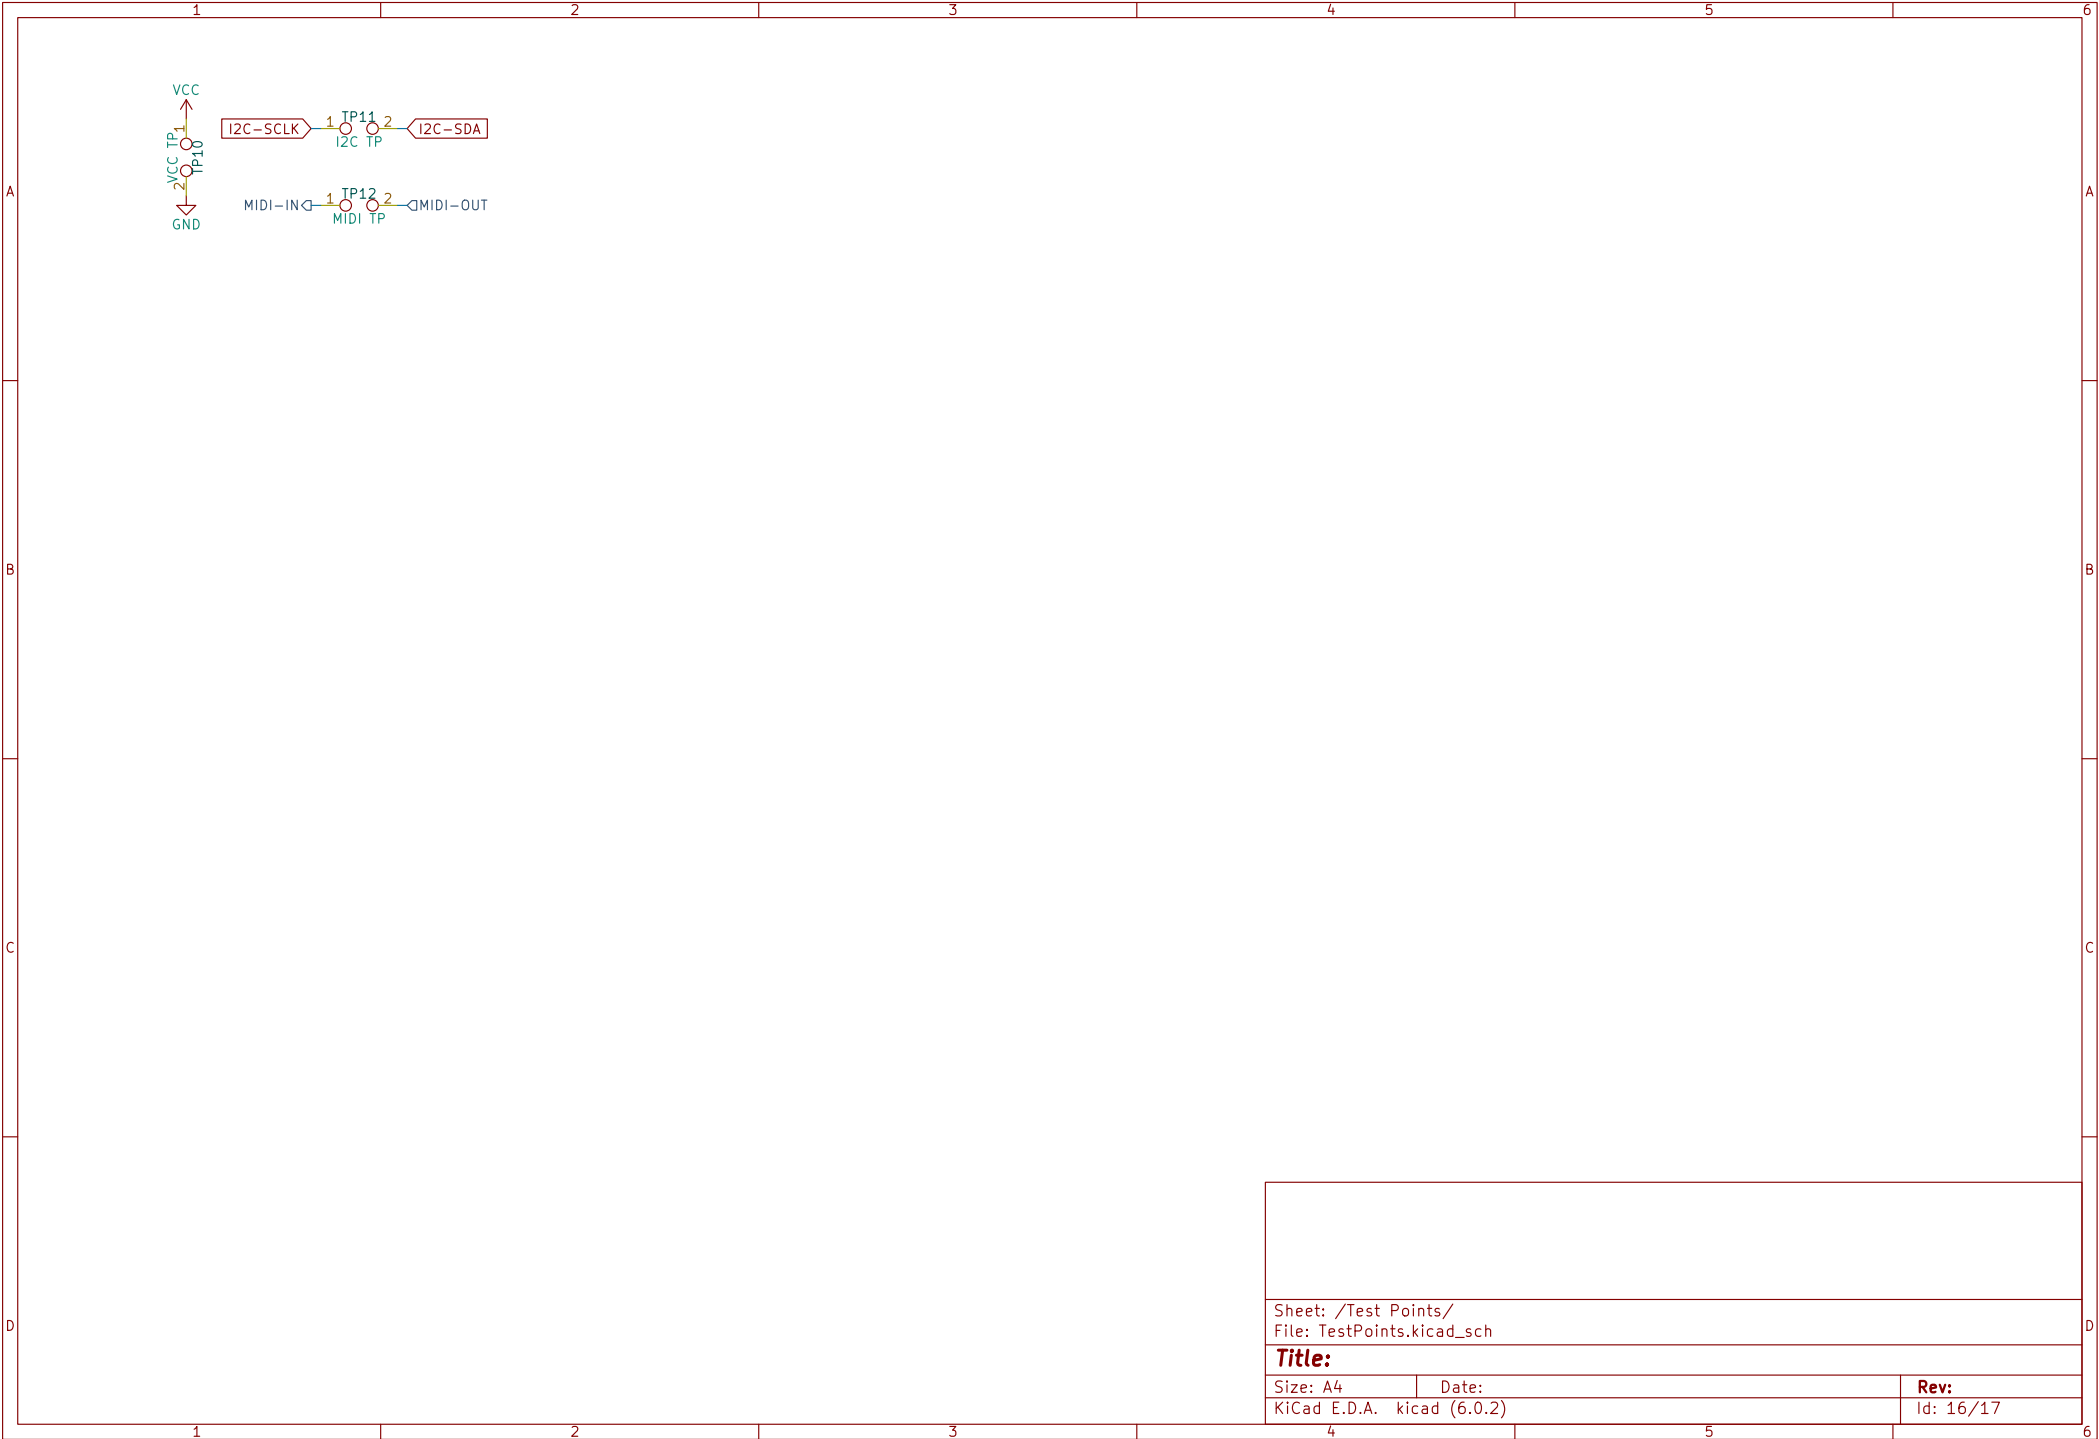 1 2 3 4 5 6
VCC
1
VCC TP
TP10
2
GND
I2C-SCLK
1
TP11
2
I2C TP
I2C-SDA
MIDI-IN
1
TP12
2
MIDI TP
MIDI-OUT
A
A
B
B
C
C
D
D
Sheet: /Test Points/
File: TestPoints.kicad_sch
Title:
Size: A4
Date:
Rev:
KiCad E.D.A. kicad (6.0.2)
Id: 16/17
1 2 3 4 5 6